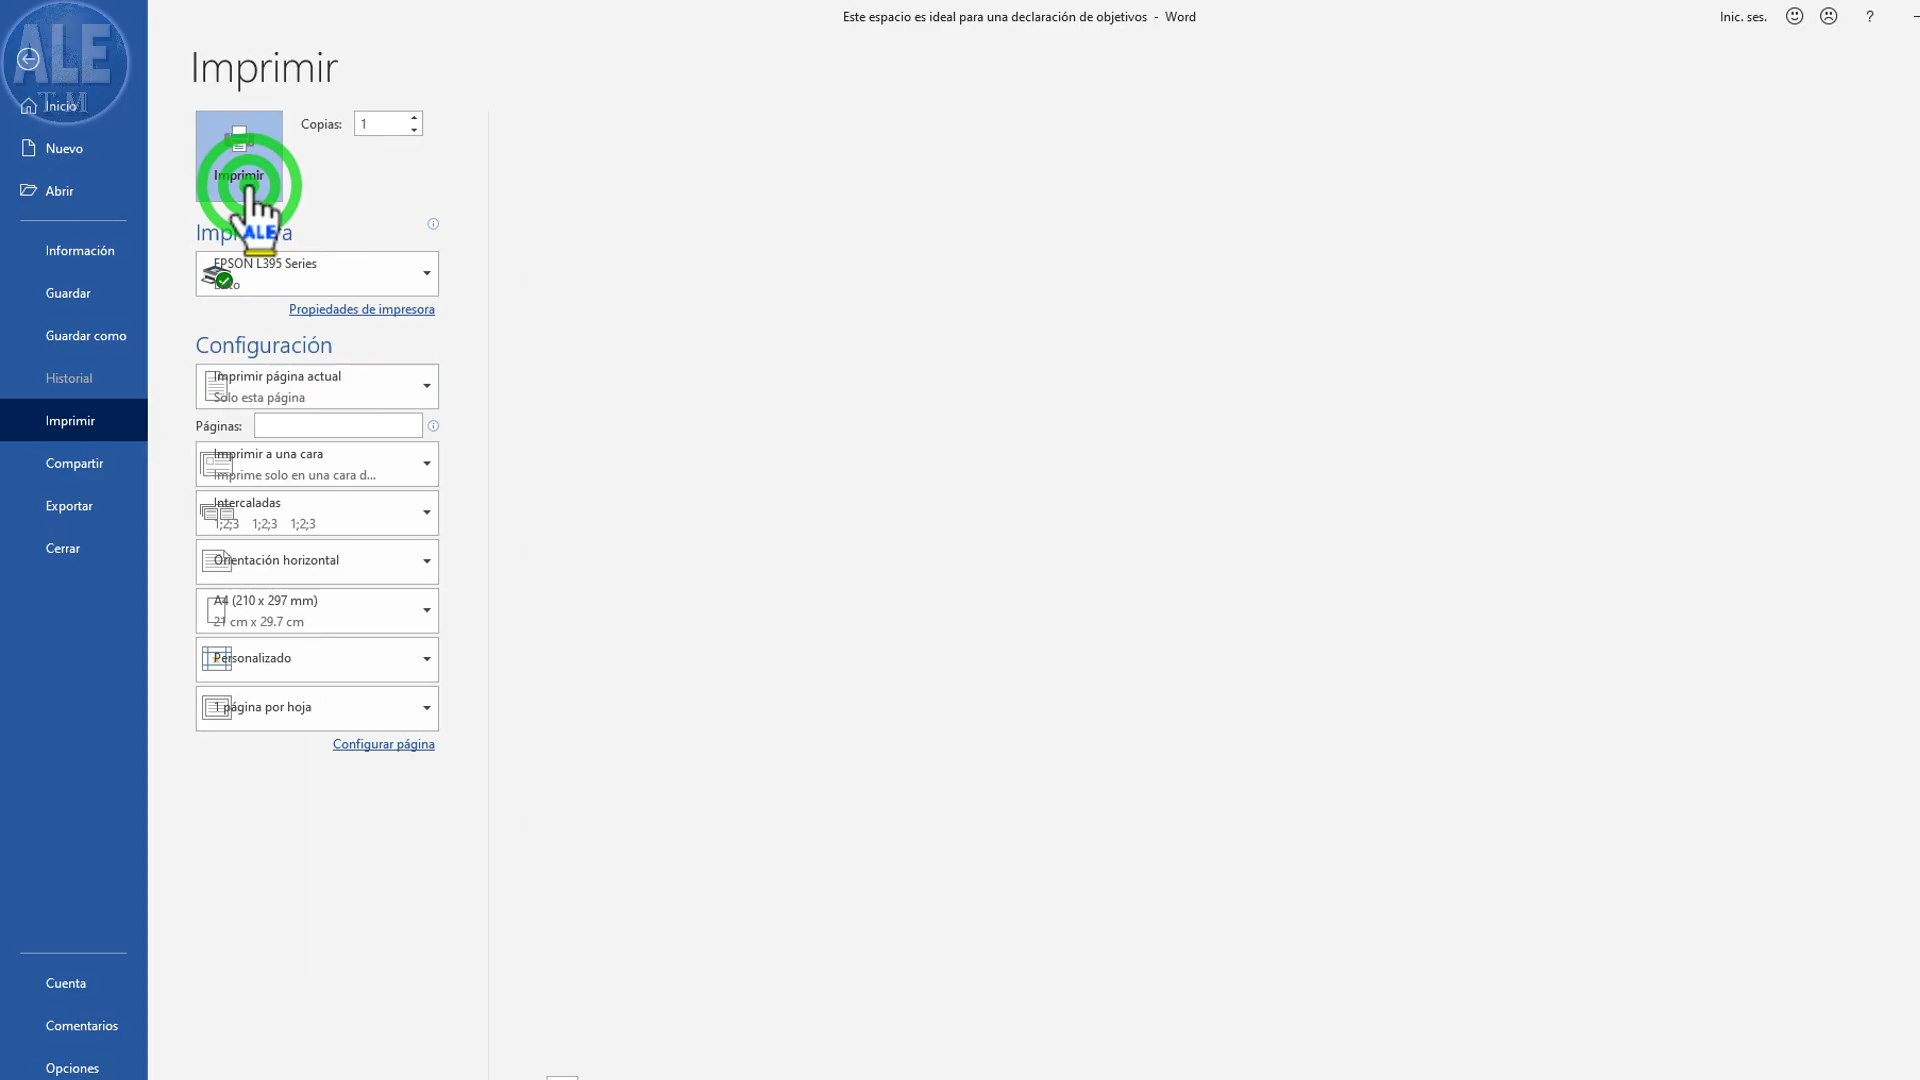 Este espacio es ideal para una declaración de objetivos - Word
Inic. ses.
?
ALE
TM
Inicio
Nuevo
Abrir
Información
Guardar
Guardar como
Historial
Imprimir
Compartir
Exportar
Cerrar
Cuenta
Comentarios
Opciones
Imprimir
Imprimir
Copias: 1
ALE
EPSON L395 Series
Propiedades de impresora
Configuración
Imprimir página actual
Solo esta página
Páginas:
Imprimir a una cara
Imprime solo en una cara d...
Intercaladas
1;2;3 1;2;3 1;2;3
Orientación horizontal
A4 (210 x 297 mm)
21 cm x 29.7 cm
Personalizado
1 página por hoja
Configurar página